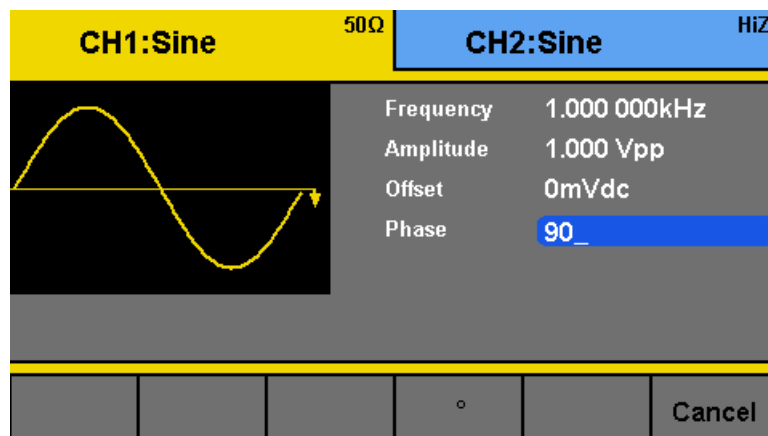 CH1:Sine 50Ω CH2:Sine HiZ
Frequency 1.000 000kHz
Amplitude 1.000 Vpp
Offset 0mVdc
Phase 90_
° Cancel